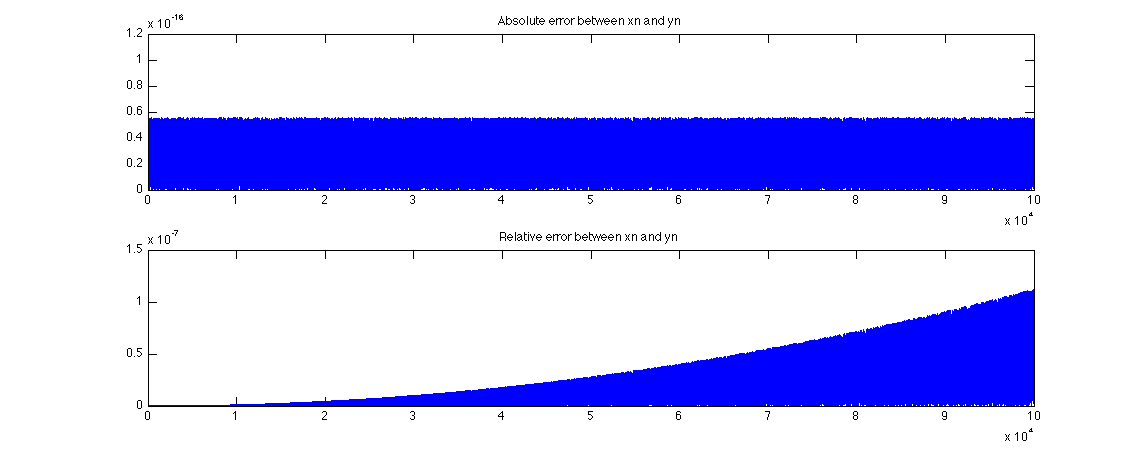 Absolute error between xn and yn
x 10^-16
1.2
1
0.8
0.6
0.4
0.2
0
0 1 2 3 4 5 6 7 8 9 10
x 10^4
Relative error between xn and yn
x 10^-7
1.5
1
0.5
0
0 1 2 3 4 5 6 7 8 9 10
x 10^4